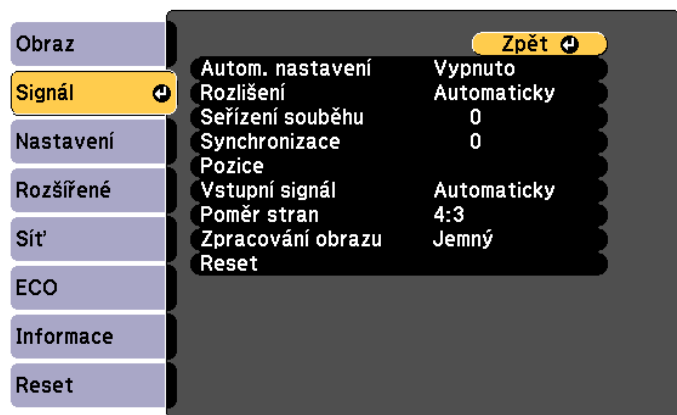 Obraz
Signál
Nastavení
Rozšířené
Síť
ECO
Informace
Reset
Zpět
Autom. nastavení Vypnuto
Rozlišení Automaticky
Seřízení souběhu 0
Synchronizace 0
Pozice
Vstupní signál Automaticky
Poměr stran 4:3
Zpracování obrazu Jemný
Reset